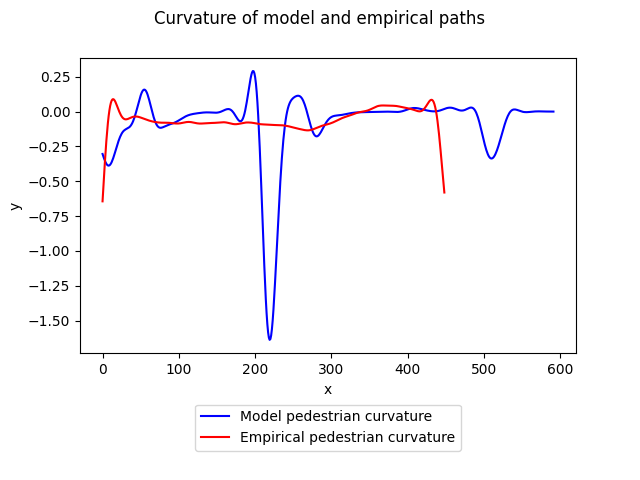 Curvature of model and empirical paths
y
0.25
0.00
−0.25
−0.50
−0.75
−1.00
−1.25
−1.50
0 100 200 300 400 500 600
x
Model pedestrian curvature
Empirical pedestrian curvature